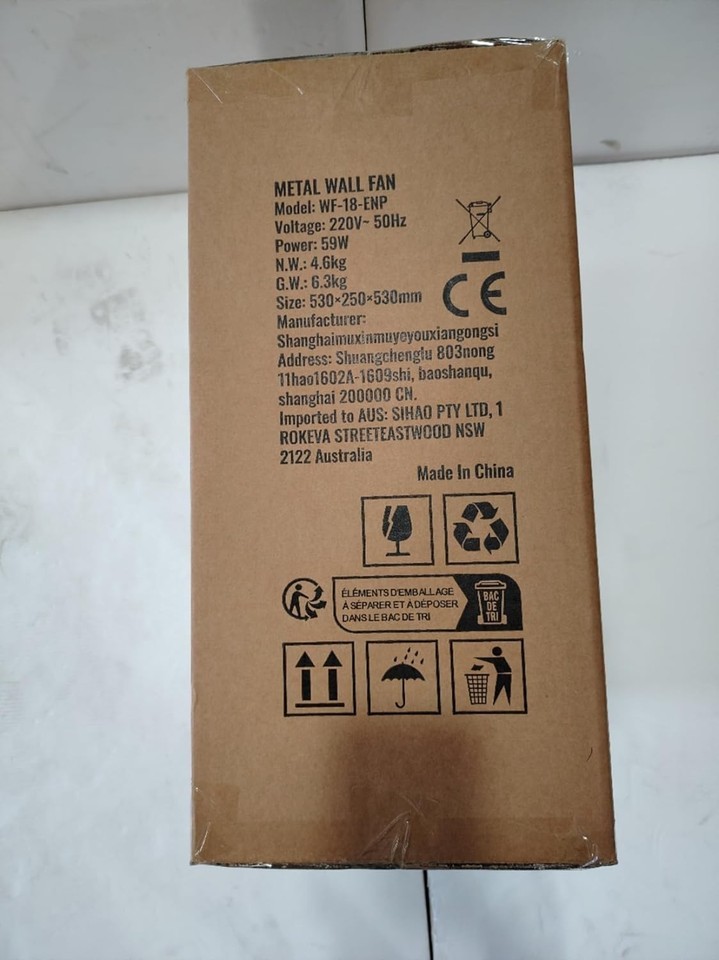 METAL WALL FAN
Model: WF-18-ENP
Voltage: 220V~ 50Hz
Power: 59W
N.W.: 4.6kg
G.W.: 6.3kg
Size: 530×250×530mm
CE
Manufacturer:
Shanghaimuxinmuyeyouxiangongsi
Address: Shuangchenglu 803nong
11hao1602A-1609shi, baoshanqu,
shanghai 200000 CN.
Imported to AUS: SIHAO PTY LTD, 1
ROKEVA STREETEASTWOOD NSW
2122 Australia
Made In China
ÉLÉMENTS D'EMBALLAGE
À SÉPARER ET À DÉPOSER
DANS LE BAC DE TRI
BAC
DE
TRI